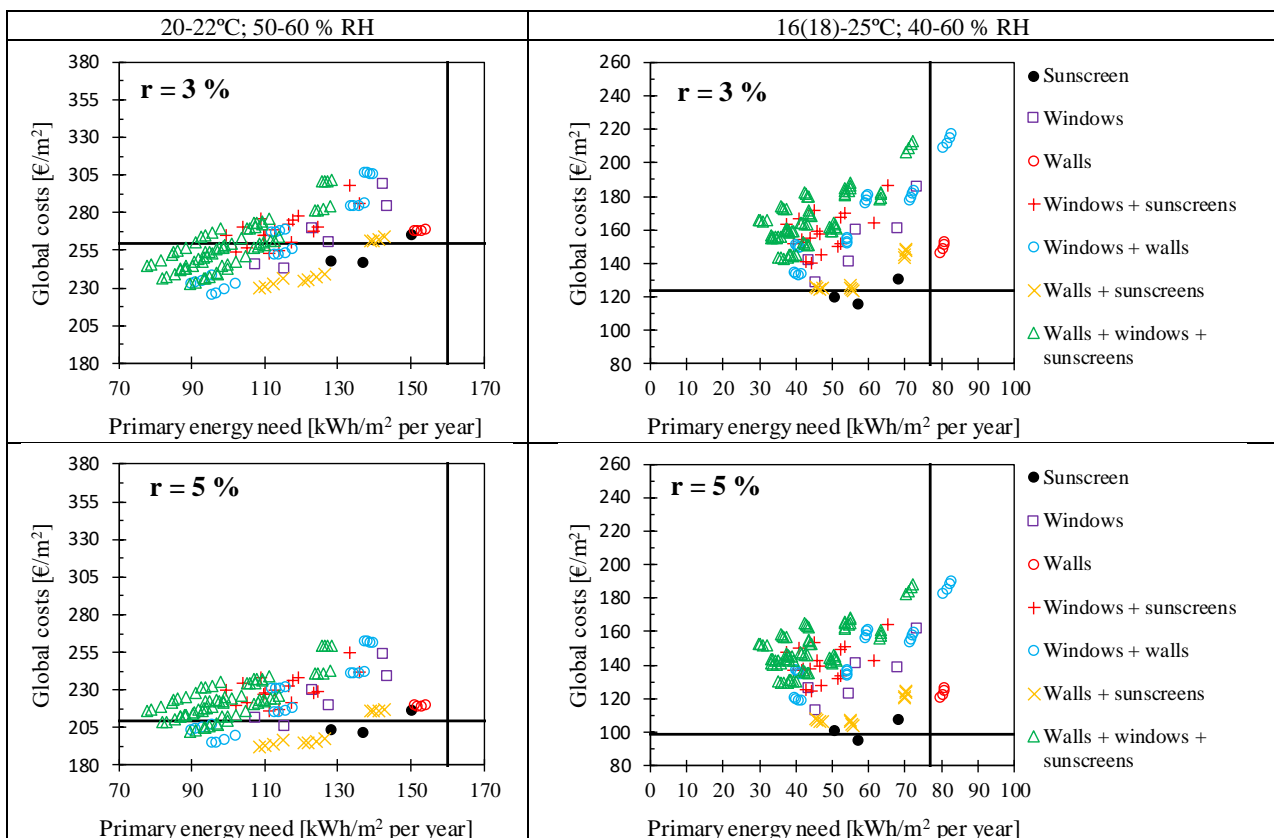 20-22ºC; 50-60 % RH
16(18)-25ºC; 40-60 % RH
r = 3 %
Global costs [€/m²]
380
355
330
305
280
255
230
205
180
70
90
110
130
150
170
Primary energy need [kWh/m² per year]
r = 3 %
Global costs [€/m²]
260
240
220
200
180
160
140
120
100
80
0
10
20
30
40
50
60
70
80
90
100
Primary energy need [kWh/m² per year]
Sunscreen
Windows
Walls
Windows + sunscreens
Windows + walls
Walls + sunscreens
Walls + windows +
sunscreens
r = 5 %
Global costs [€/m²]
380
355
330
305
280
255
230
205
180
70
90
110
130
150
170
Primary energy need [kWh/m² per year]
r = 5 %
Global costs [€/m²]
260
240
220
200
180
160
140
120
100
80
0
10
20
30
40
50
60
70
80
90
100
Primary energy need [kWh/m² per year]
Sunscreen
Windows
Walls
Windows + sunscreens
Windows + walls
Walls + sunscreens
Walls + windows +
sunscreens